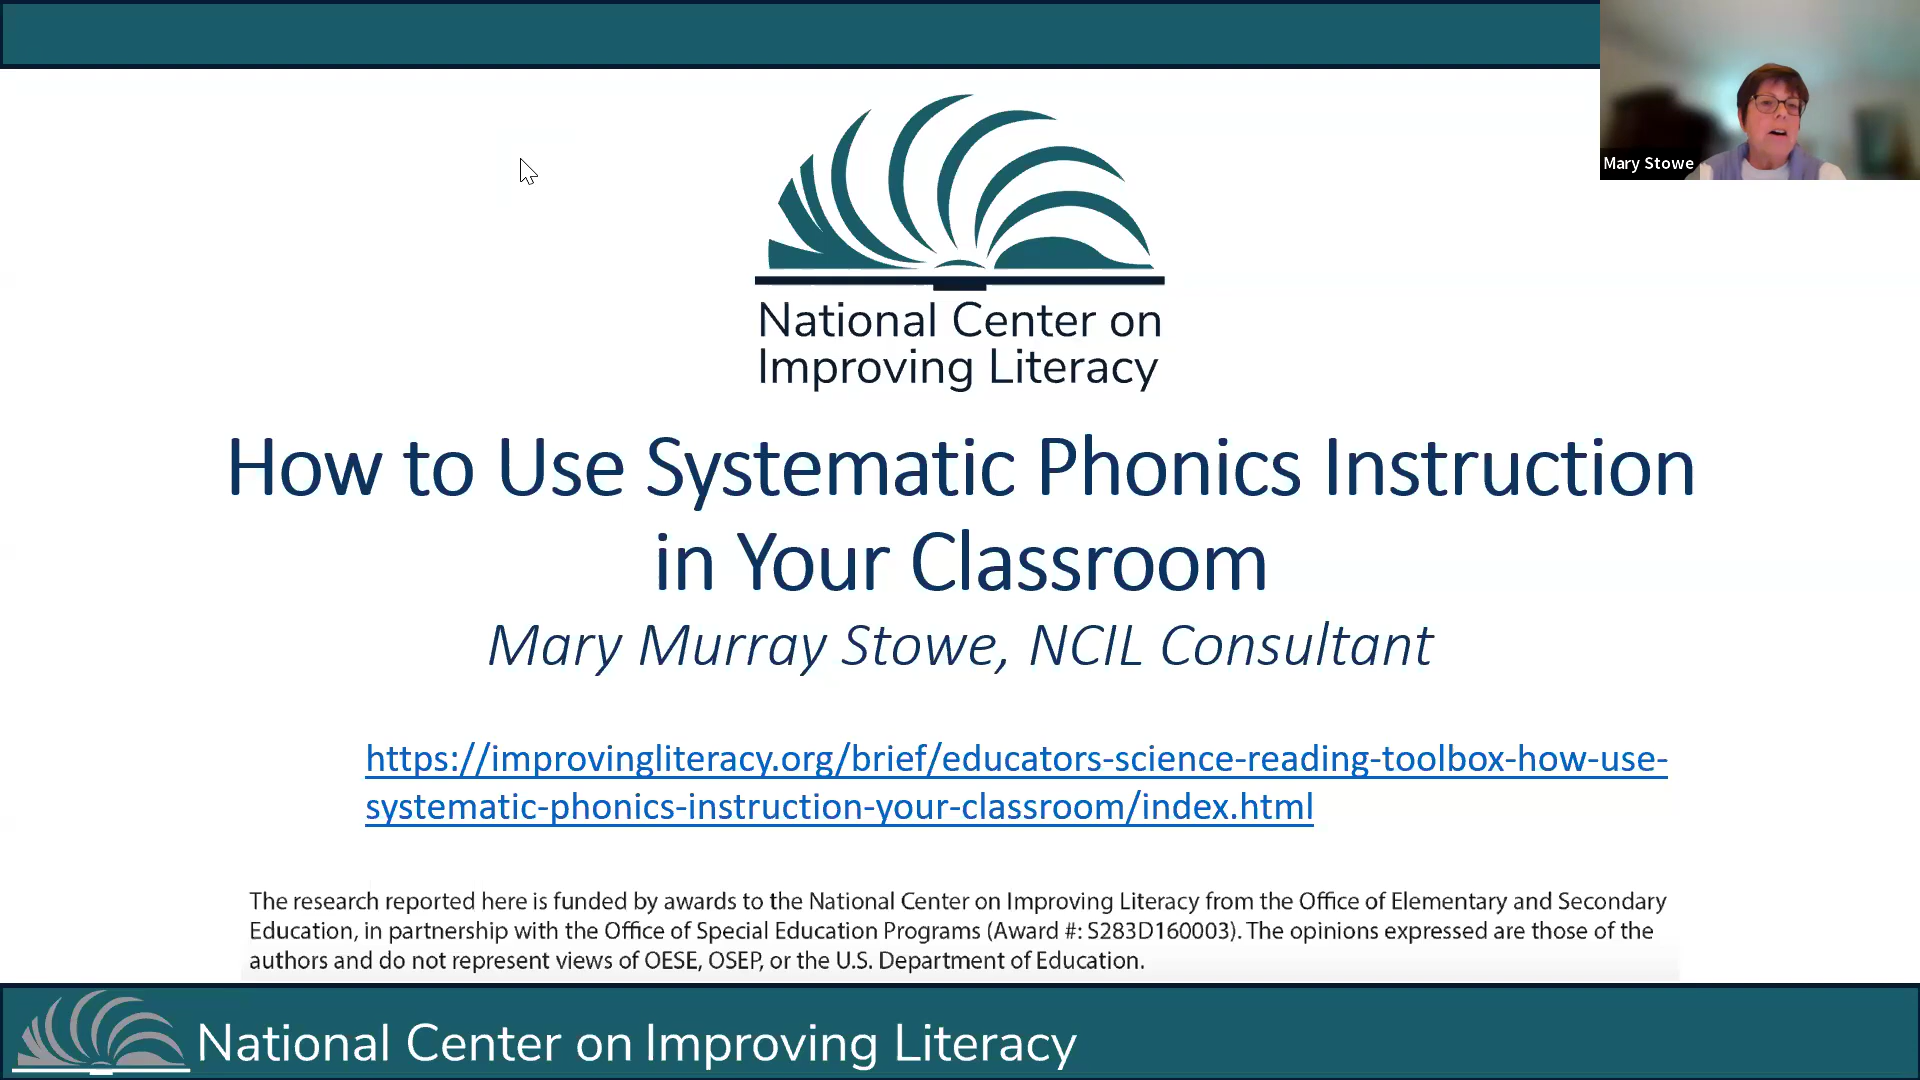 Mary Stowe
National Center on
Improving Literacy
How to Use Systematic Phonics Instruction
in Your Classroom
Mary Murray Stowe, NCIL Consultant
https://improvingliteracy.org/brief/educators-science-reading-toolbox-how-use-
systematic-phonics-instruction-your-classroom/index.html
The research reported here is funded by awards to the National Center on Improving Literacy from the Office of Elementary and Secondary
Education, in partnership with the Office of Special Education Programs (Award #: S283D160003). The opinions expressed are those of the
authors and do not represent views of OESE, OSEP, or the U.S. Department of Education.
National Center on Improving Literacy